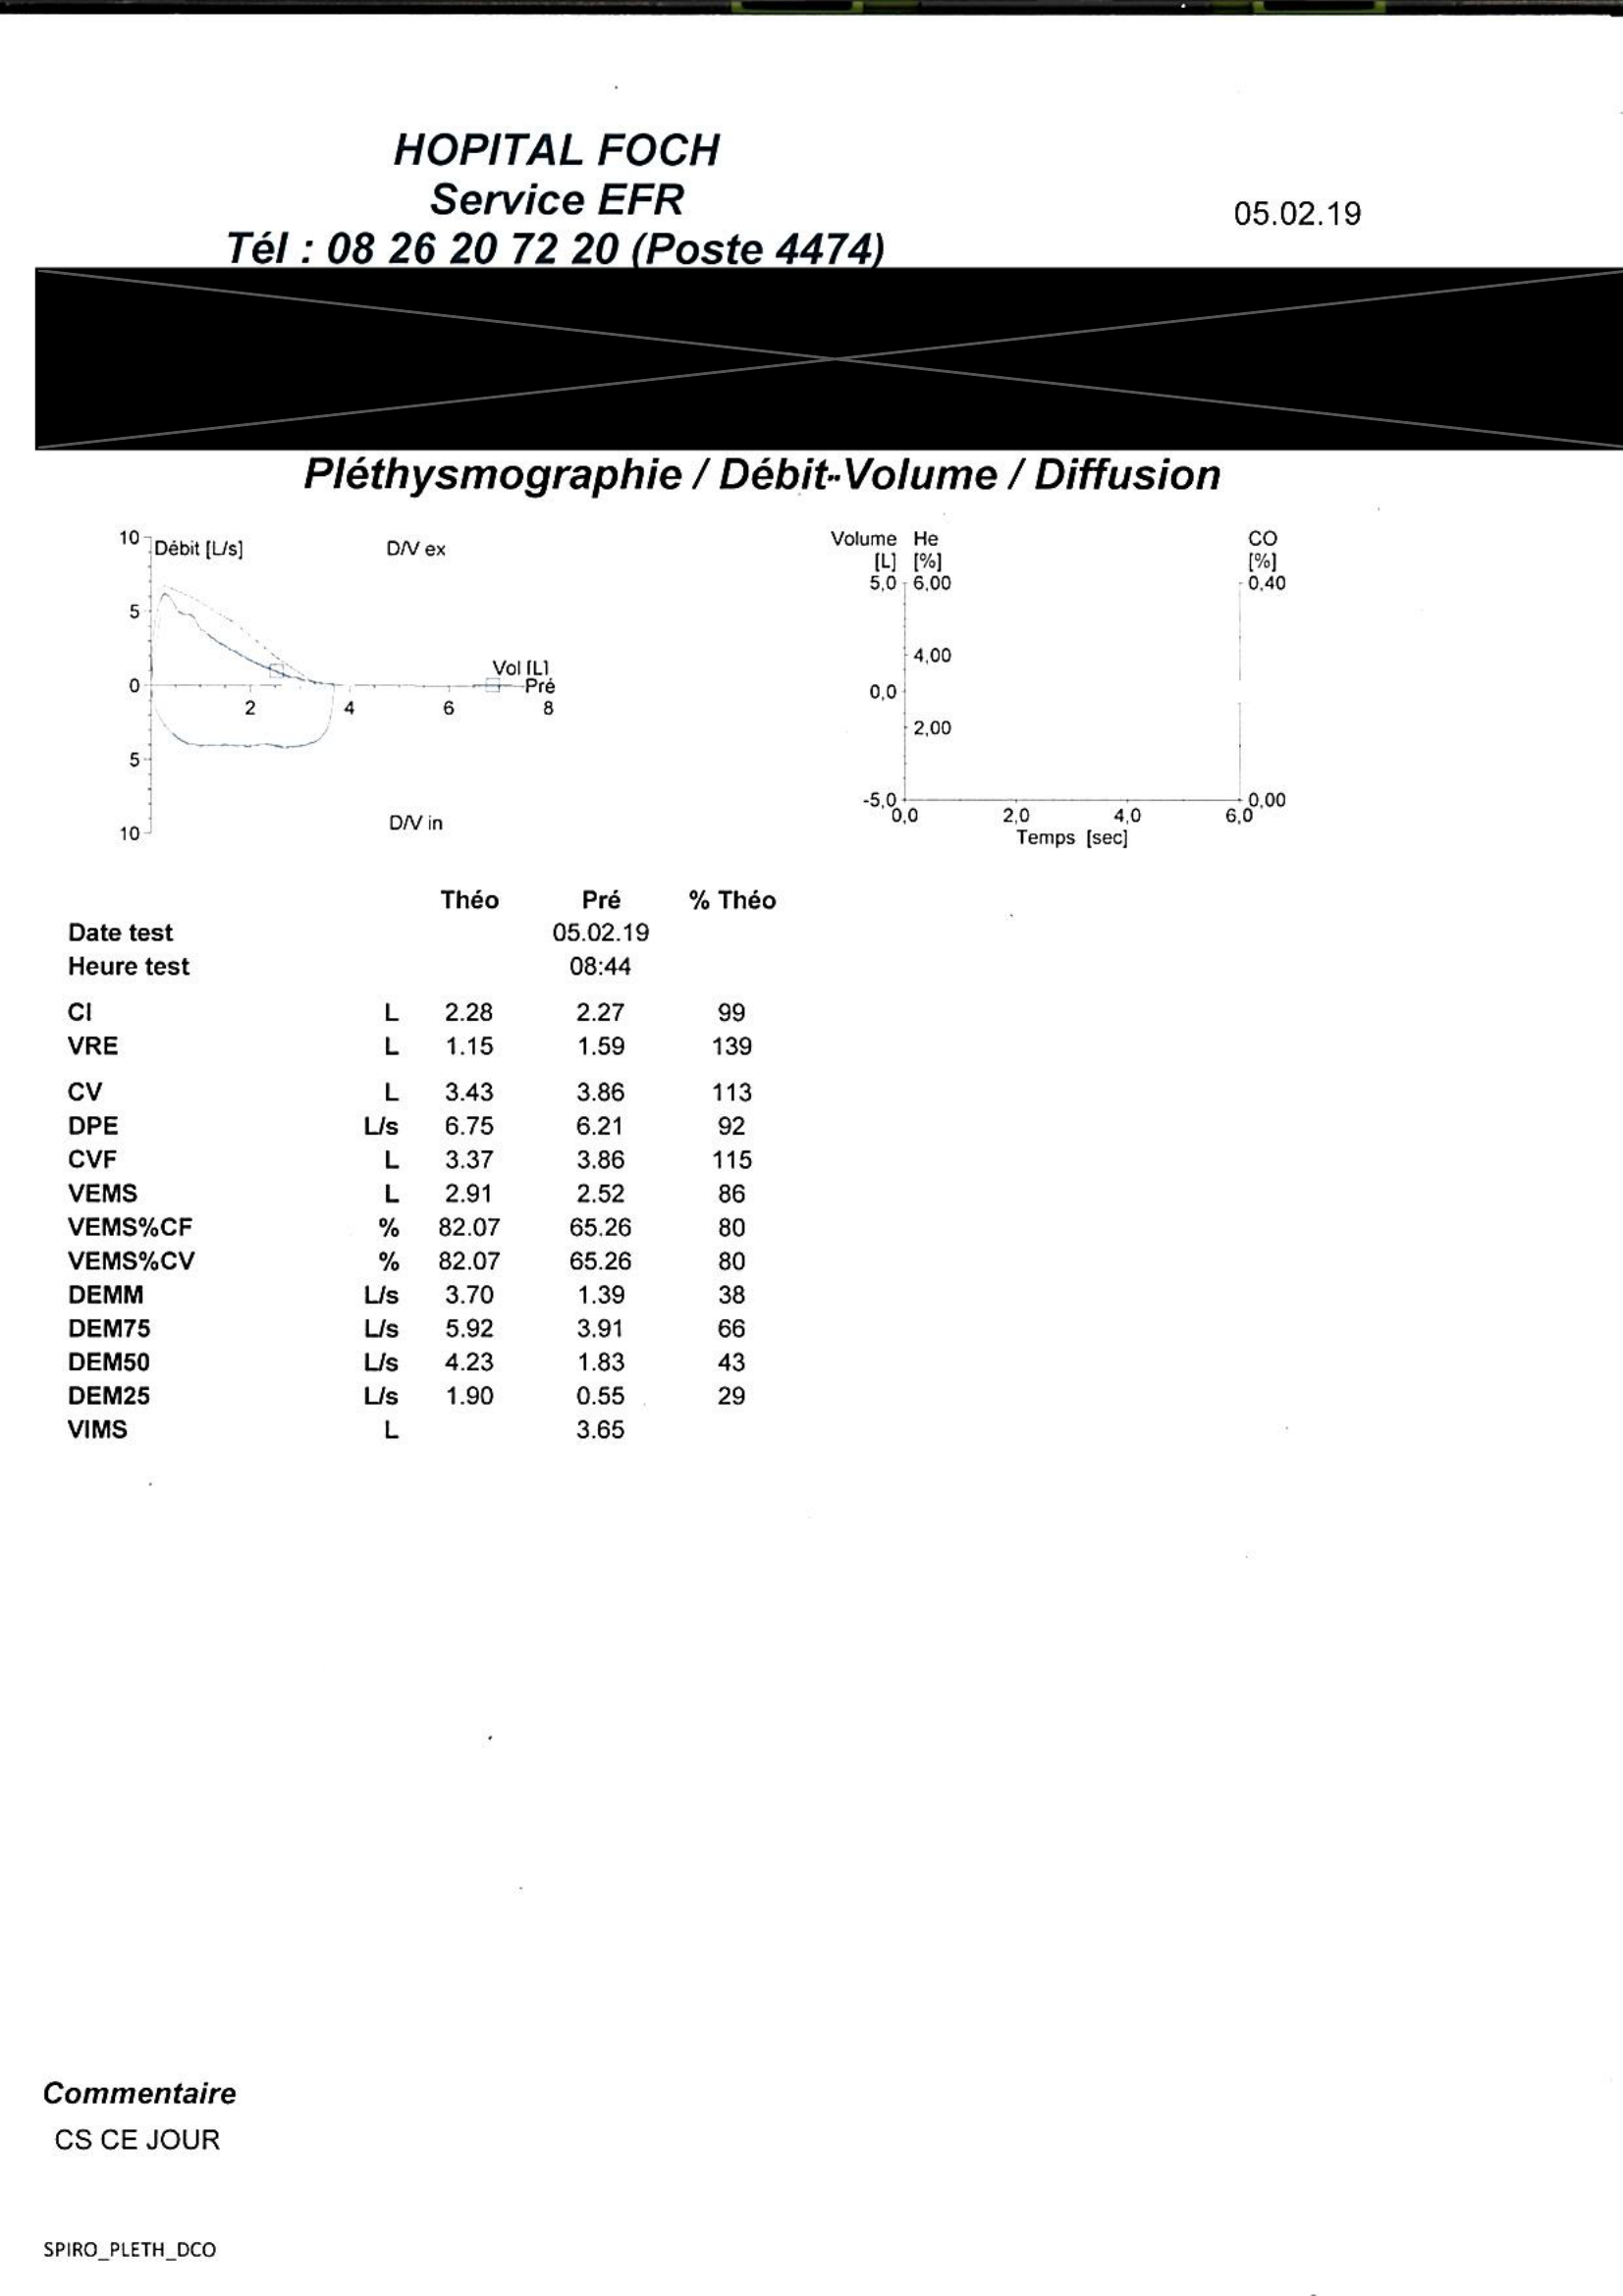 HOPITAL FOCH
Service EFR
05.02.19
Tél : 08 26 20 72 20 (Poste 4474)
Pléthysmographie / Débit-Volume / Diffusion
10 Débit [L/s] D/V ex
5
0
Vol [L]
Pré
2 4 6 8
5
10
D/V in
Volume He CO
[L] [%] [%]
5,0 6,00 0,40
4,00
0,0
2,00
-5,0 0,00
0,0 2,0 4,0 6,0
Temps [sec]
Théo Pré % Théo
Date test 05.02.19
Heure test 08:44
CI L 2.28 2.27 99
VRE L 1.15 1.59 139
CV L 3.43 3.86 113
DPE L/s 6.75 6.21 92
CVF L 3.37 3.86 115
VEMS L 2.91 2.52 86
VEMS%CF % 82.07 65.26 80
VEMS%CV % 82.07 65.26 80
DEMM L/s 3.70 1.39 38
DEM75 L/s 5.92 3.91 66
DEM50 L/s 4.23 1.83 43
DEM25 L/s 1.90 0.55 29
VIMS L 3.65
Commentaire
CS CE JOUR
SPIRO_PLETH_DCO